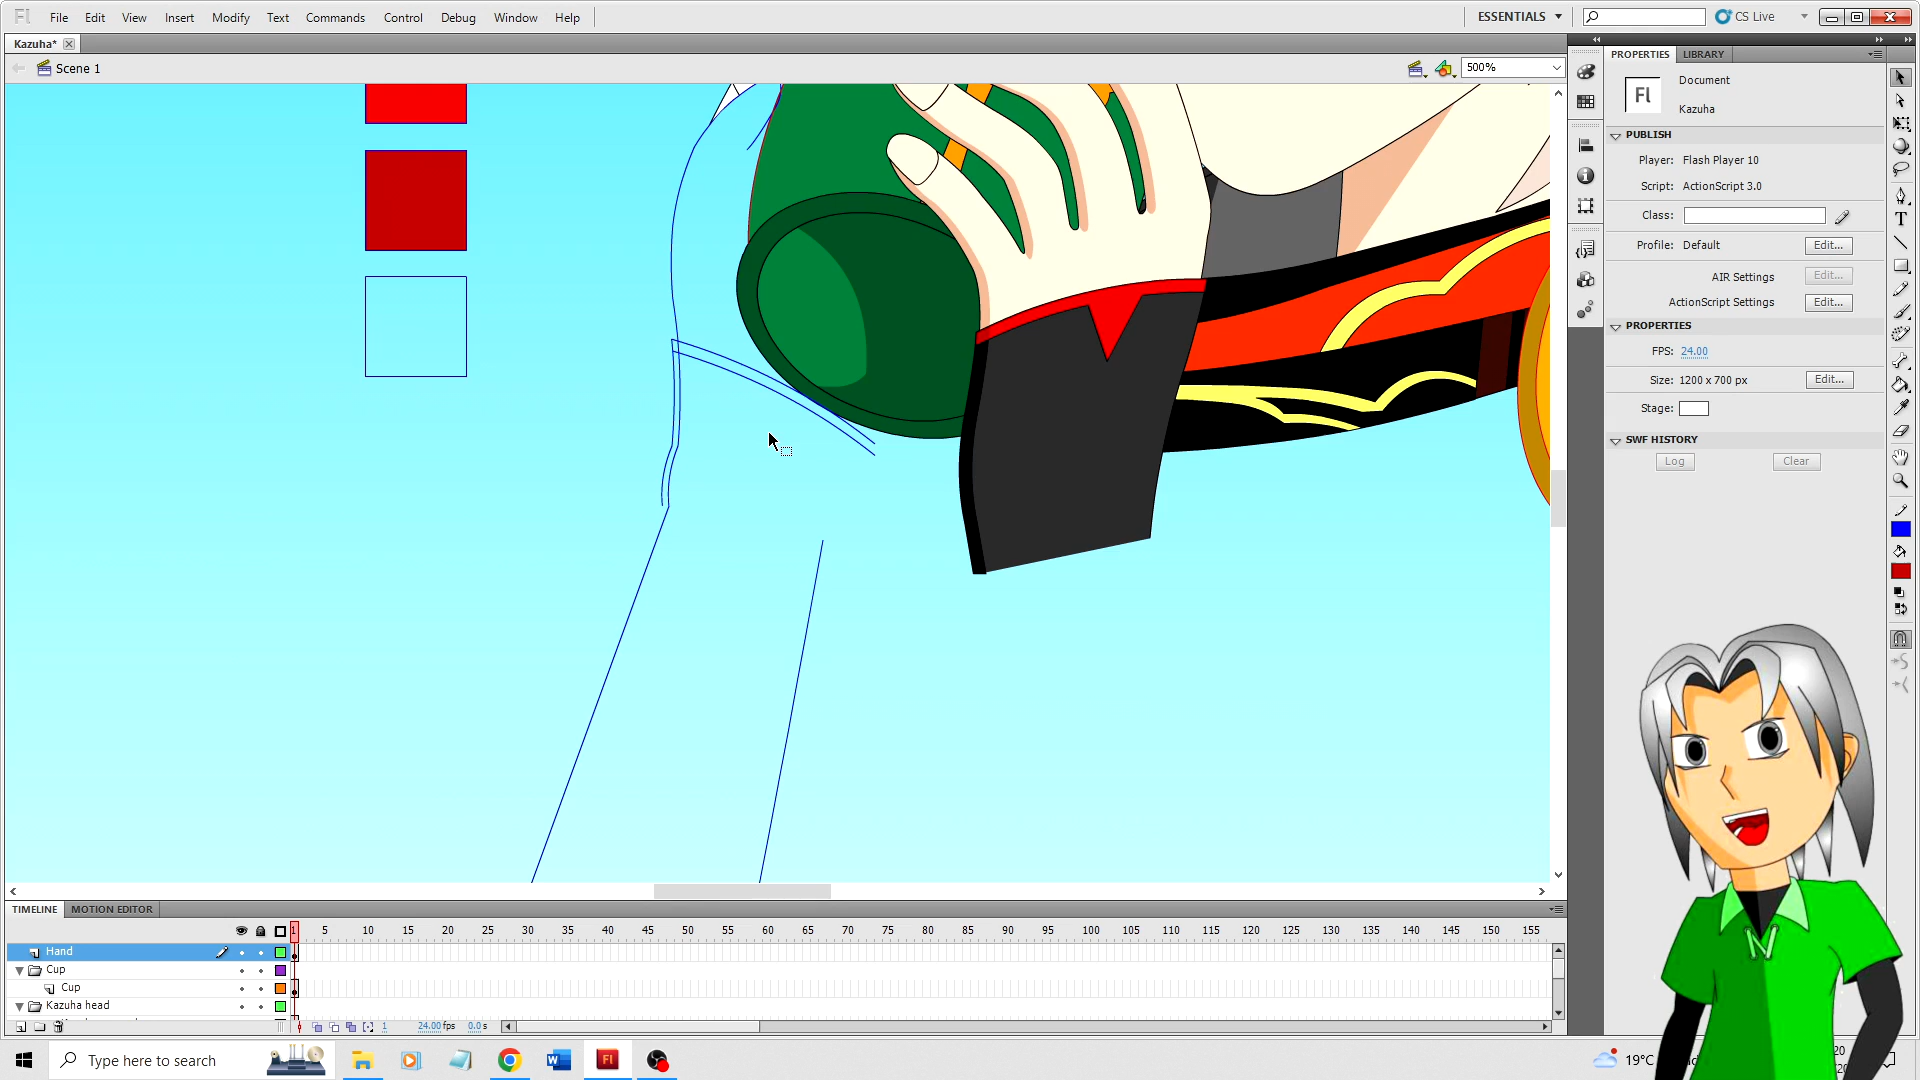 Fl File Edit View Insert Modify Text Commands Control Debug Window Help ESSENTIALS CS Live
Kazuha*
Scene 1 500%
PROPERTIES LIBRARY
Fl Document
Kazuha
PUBLISH
Player: Flash Player 10
Script: ActionScript 3.0
Class:
Profile: Default Edit...
AIR Settings Edit...
ActionScript Settings Edit...
PROPERTIES
FPS: 24.00
Size: 1200 x 700 px Edit...
Stage:
SWF HISTORY
Log Clear
TIMELINE MOTION EDITOR
1 5 10 15 20 25 30 35 40 45 50 55 60 65 70 75 80 85 90 95 100 105 110 115 120 125 130 135 140 145 150 155
Hand
Cup
Cup
Kazuha head
1 24.00 fps 0.0 s
Type here to search
19°C